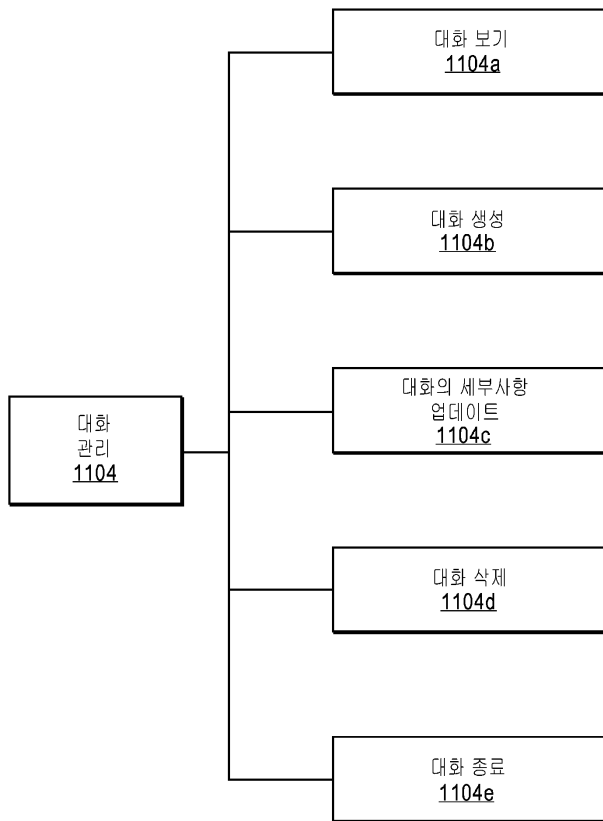 대화 보기
1104a
대화 생성
1104b
대화의 세부사항
업데이트
1104c
대화
관리
1104
대화 삭제
1104d
대화 종료
1104e